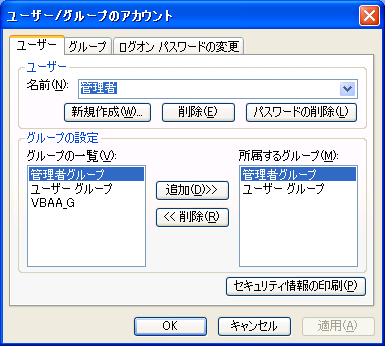 ユーザー/グループのアカウント
ユーザー グループ ログオン パスワードの変更
ユーザー
名前(N): 管理者
新規作成(W)... 削除(E) パスワードの削除(L)
グループの設定
グループの一覧(V): 所属するグループ(M):
管理者グループ 管理者グループ
ユーザー グループ ユーザー グループ
VBAA_G
追加(D)>>
<< 削除(R)
セキュリティ情報の印刷(P)
OK キャンセル 適用(A)